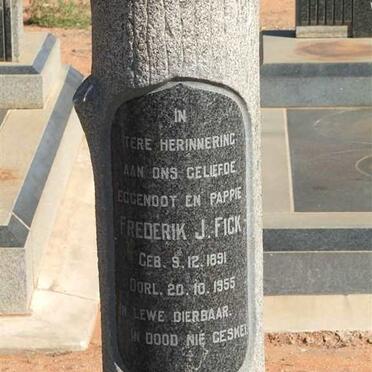 IN
TERE HERINNERING
AAN ONS GELIEFDE
EGGENOOT EN PAPPIE
FREDERIK J. FICK
GEB. 9.12.1891
OORL. 20.10.1955
IN LEWE DIERBAAR,
IN DOOD NIE GESKEI